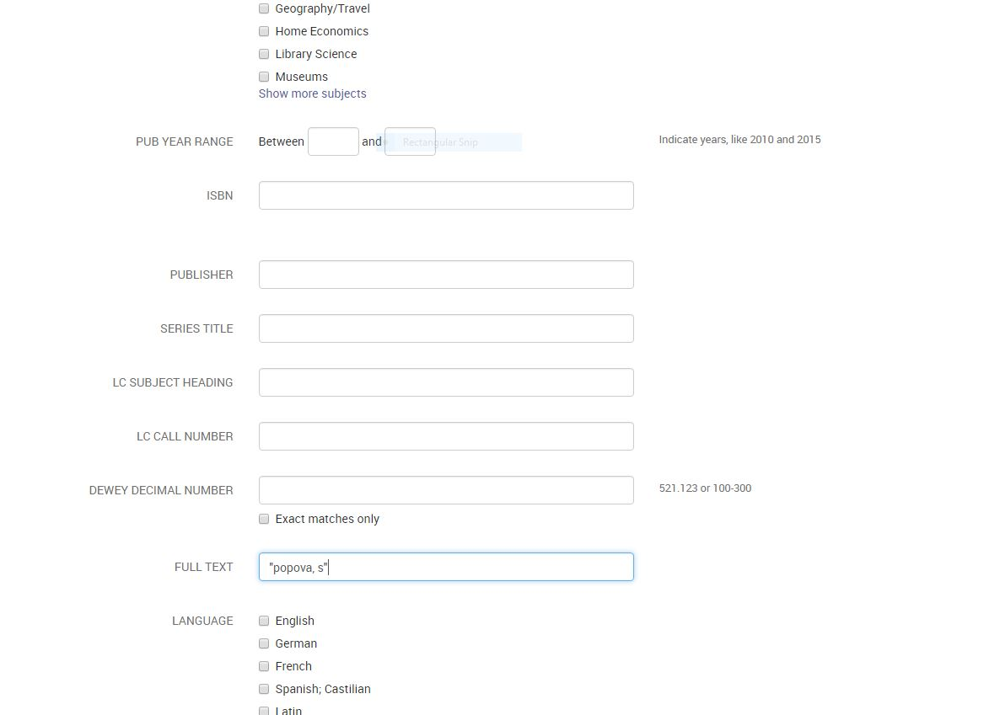 Geography/Travel
Home Economics
Library Science
Museums
Show more subjects
PUB YEAR RANGE Between and Rectangular Snip Indicate years, like 2010 and 2015
ISBN
PUBLISHER
SERIES TITLE
LC SUBJECT HEADING
LC CALL NUMBER
DEWEY DECIMAL NUMBER 521.123 or 100-300
Exact matches only
FULL TEXT "popova, s"
LANGUAGE English
German
French
Spanish; Castilian
Latin